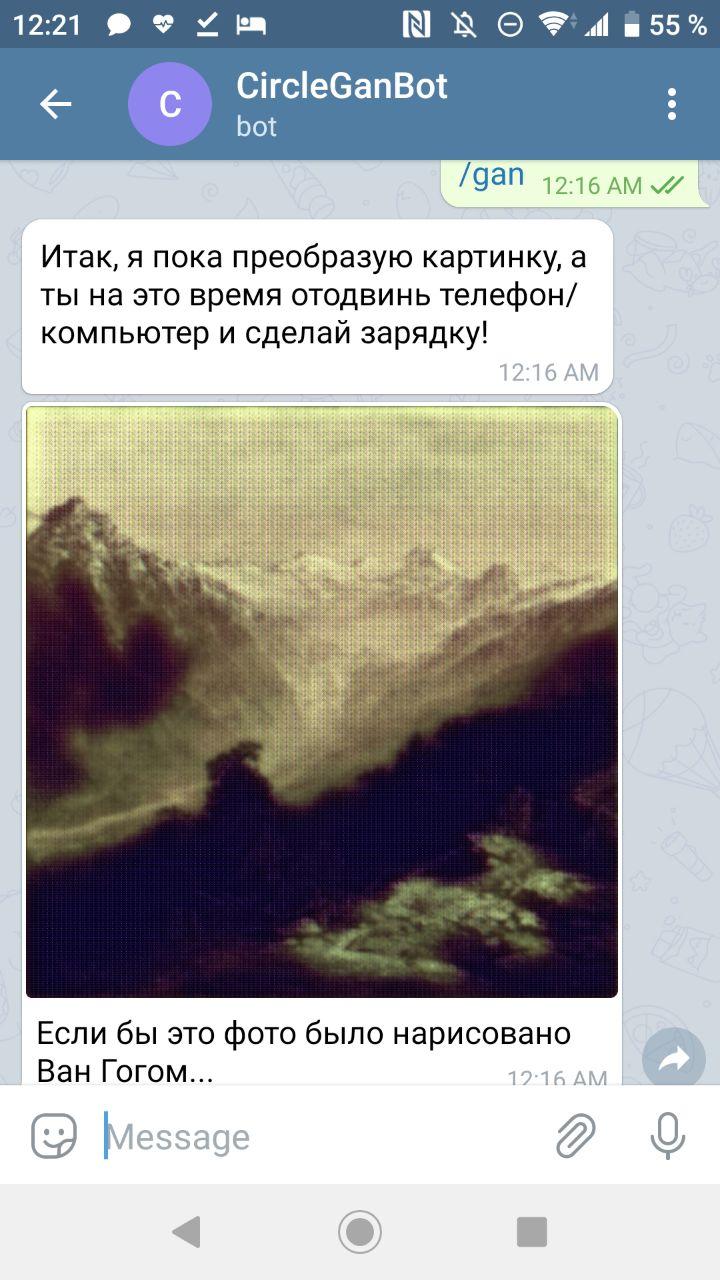 12:21
55 %
C
CircleGanBot
bot
/gan 12:16 AM
Итак, я пока преобразую картинку, а
ты на это время отодвинь телефон/
компьютер и сделай зарядку!
12:16 AM
Если бы это фото было нарисовано
Ван Гогом...
12:16 AM
Message